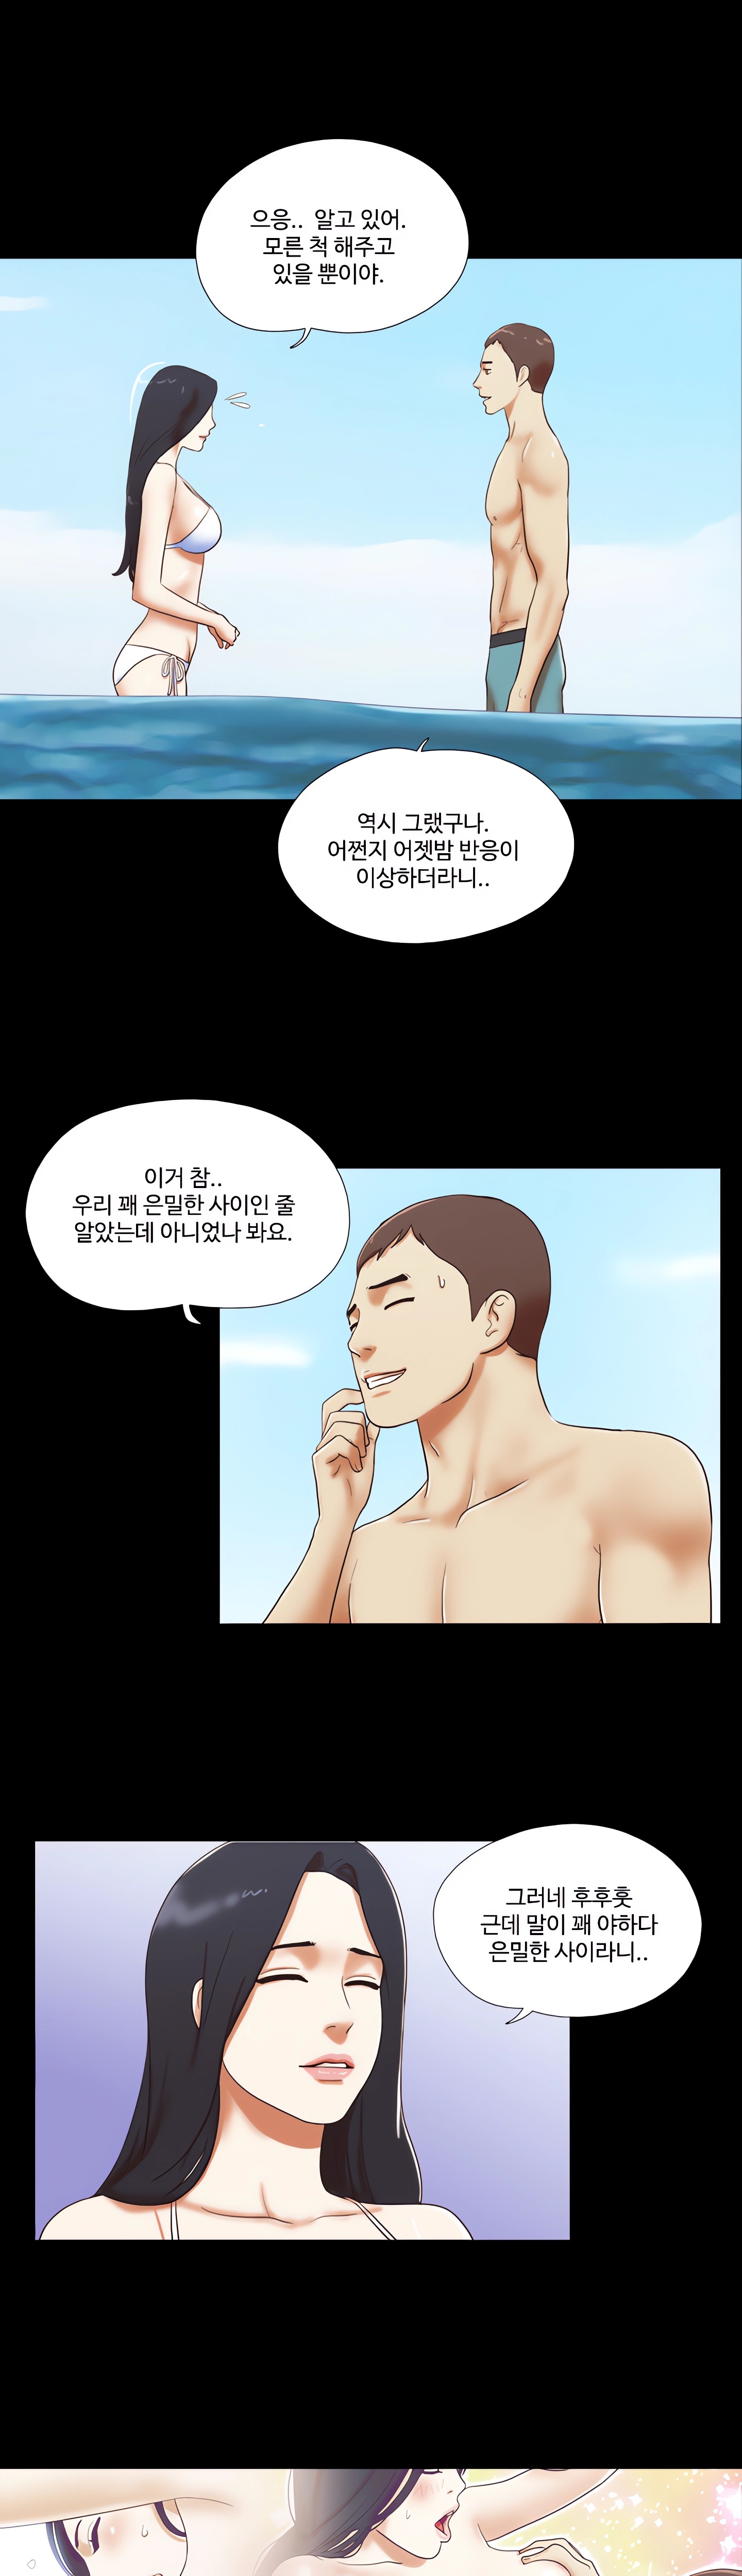 으응.. 알고 있어.
모른 척 해주고
있을 뿐이야.
역시 그랬구나.
어쩐지 어젯밤 반응이
이상하더라니..
이거 참..
우리 꽤 은밀한 사이인 줄
알았는데 아니었나 봐요.
그러네 후후훗
근데 말이 꽤 야하다
은밀한 사이라니..